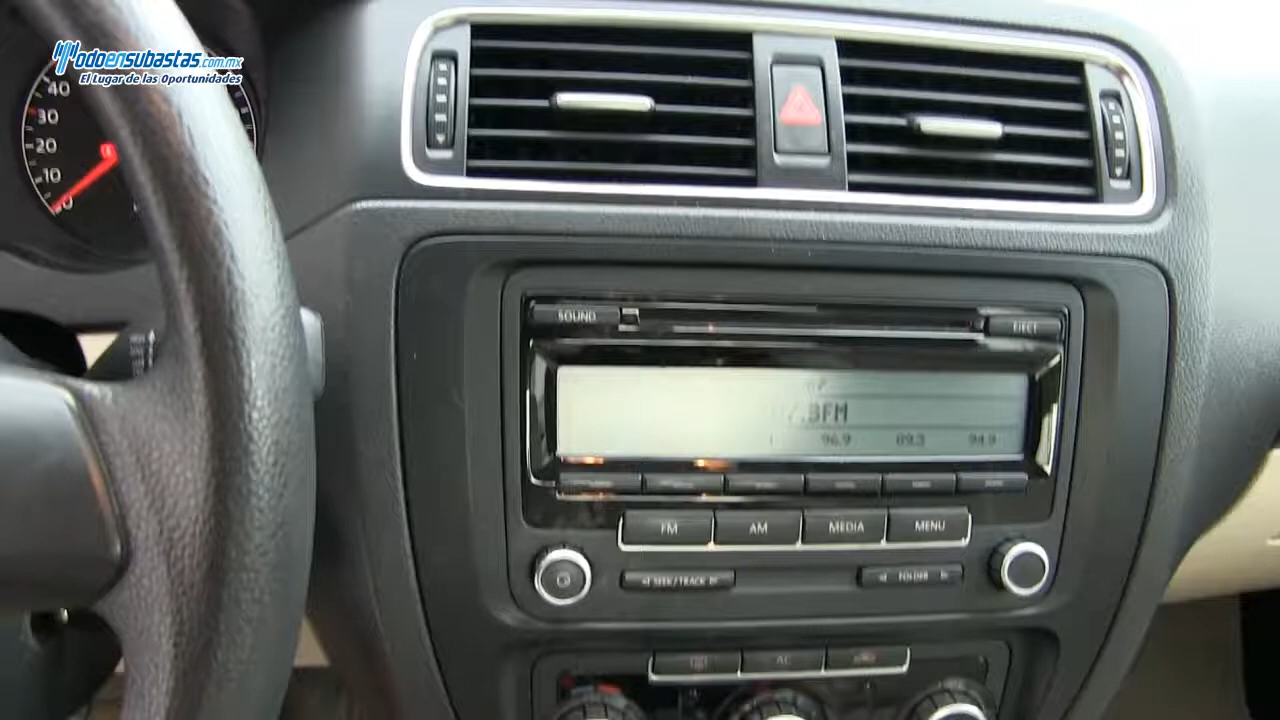 Todoensubastas.com.mx
El Lugar de las Oportunidades
40
30
20
10
0
SOUND
EJECT
.3FM
96.9 89.3 94.9
FM AM MEDIA MENU
SEEK/TRACK FOLDER
AC